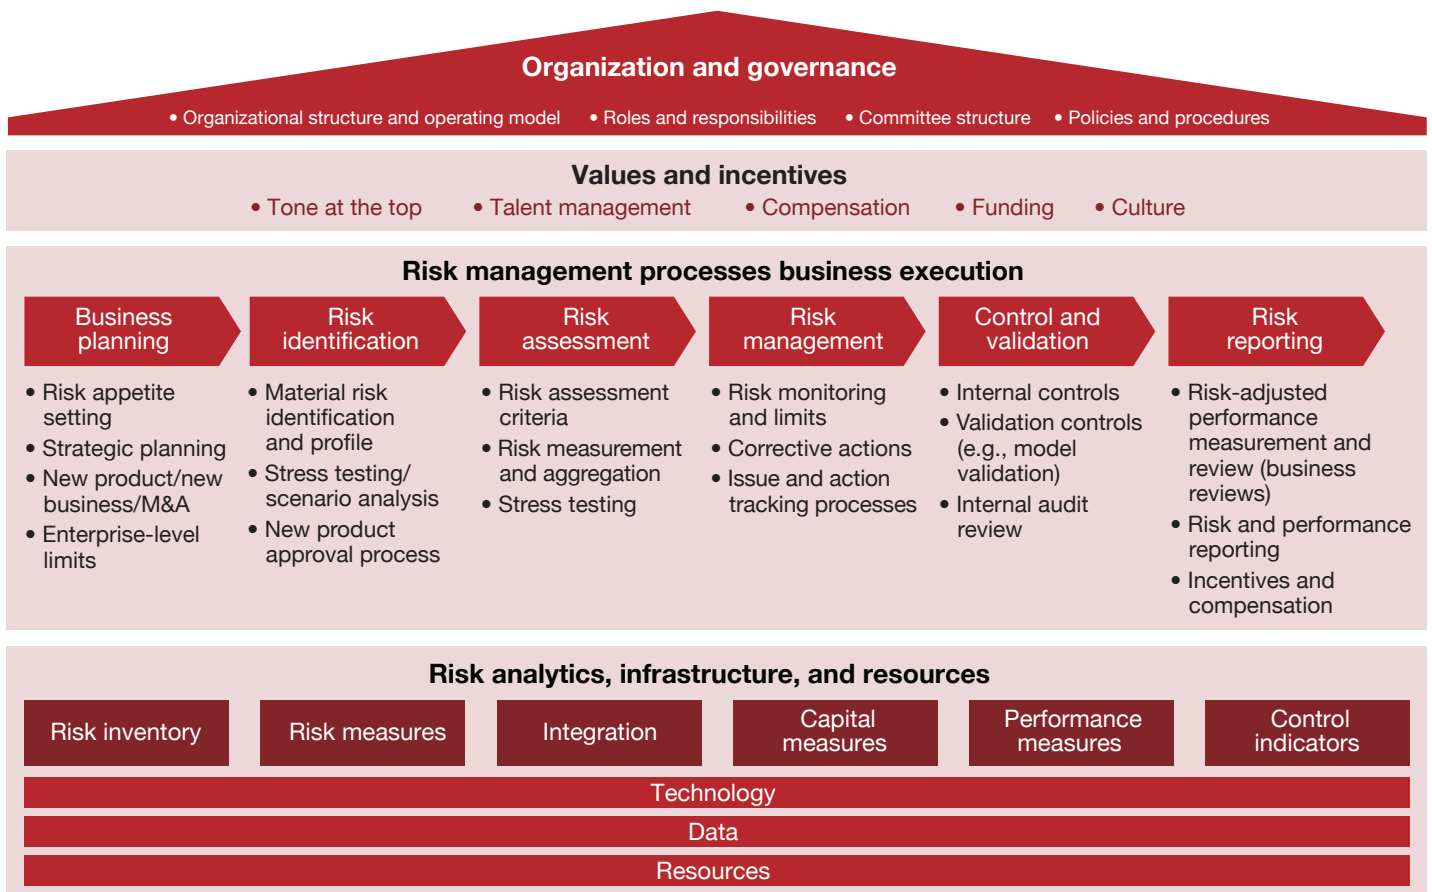 Organization and governance
• Organizational structure and operating model • Roles and responsibilities • Committee structure • Policies and procedures
Values and incentives
• Tone at the top • Talent management • Compensation • Funding • Culture
Risk management processes business execution
Business
planning
• Risk appetite
setting
• Strategic planning
• New product/new
business/M&A
• Enterprise-level
limits
Risk
identification
• Material risk
identification
and profile
• Stress testing/
scenario analysis
• New product
approval process
Risk
assessment
• Risk assessment
criteria
• Risk measurement
and aggregation
• Stress testing
Risk
management
• Risk monitoring
and limits
• Corrective actions
• Issue and action
tracking processes
Control and
validation
• Internal controls
• Validation controls
(e.g., model
validation)
• Internal audit
review
Risk
reporting
• Risk-adjusted
performance
measurement and
review (business
reviews)
• Risk and performance
reporting
• Incentives and
compensation
Risk analytics, infrastructure, and resources
Risk inventory
Risk measures
Integration
Capital
measures
Performance
measures
Control
indicators
Technology
Data
Resources